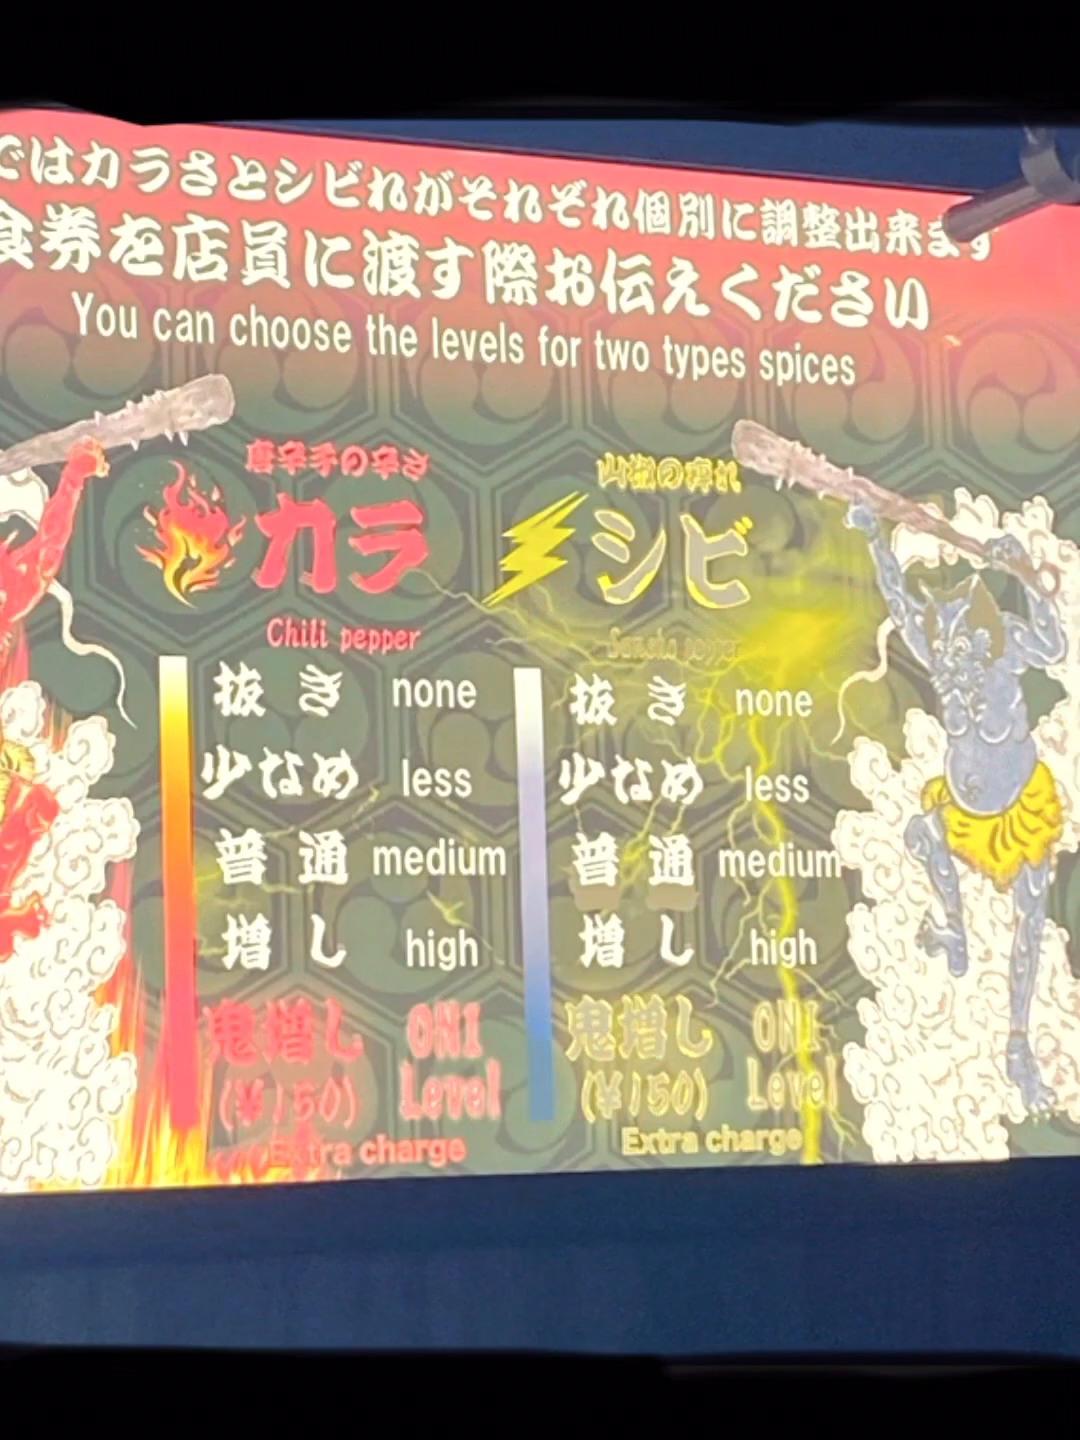 ではカラさとシビれがそれぞれ個別に調整出来ます
食券を店員に渡す際お伝えください
You can choose the levels for two types spices
唐辛子の辛さ
カラ
Chili pepper
抜き none
少なめ less
普通 medium
増し high
鬼増し ONI
(¥150) Level
Extra charge
山椒の痺れ
シビ
Sansho pepper
抜き none
少なめ less
普通 medium
増し high
鬼増し ONI
(¥150) Level
Extra charge